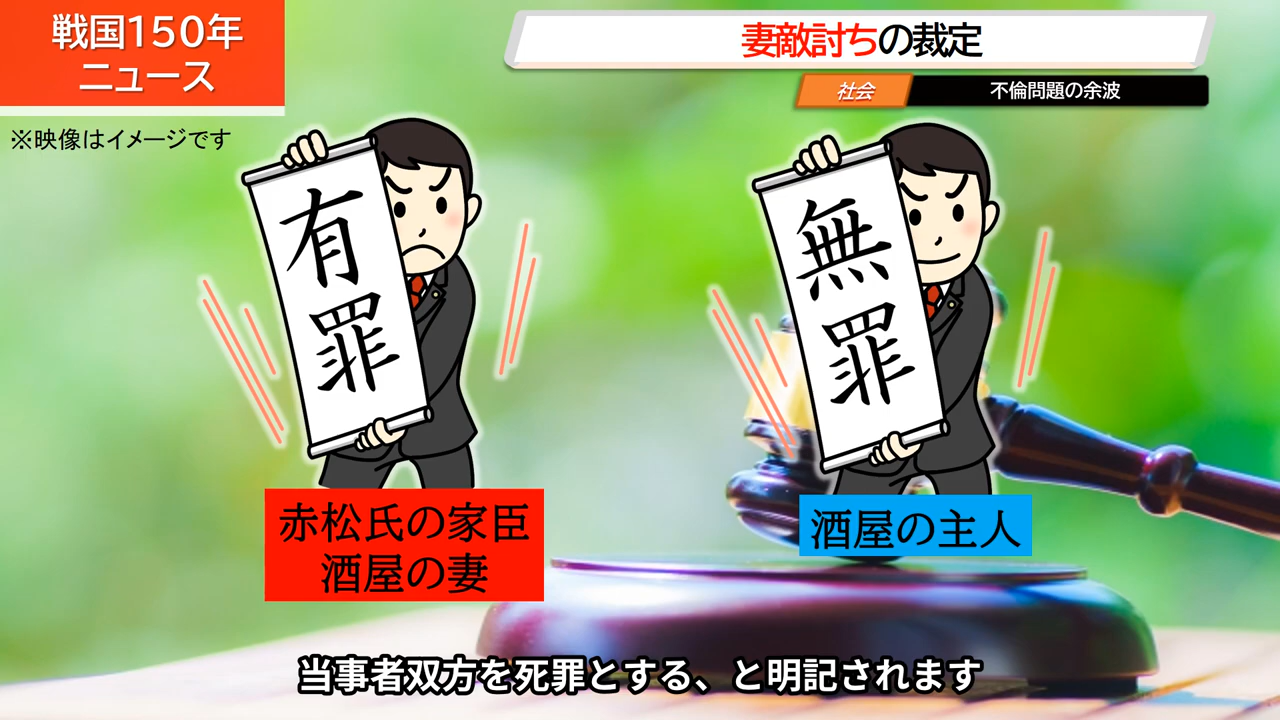 戦国150年
ニュース
※映像はイメージです
妻敵討ちの裁定
社会
不倫問題の余波
有罪
無罪
赤松氏の家臣
酒屋の妻
酒屋の主人
当事者双方を死罪とする、と明記されます